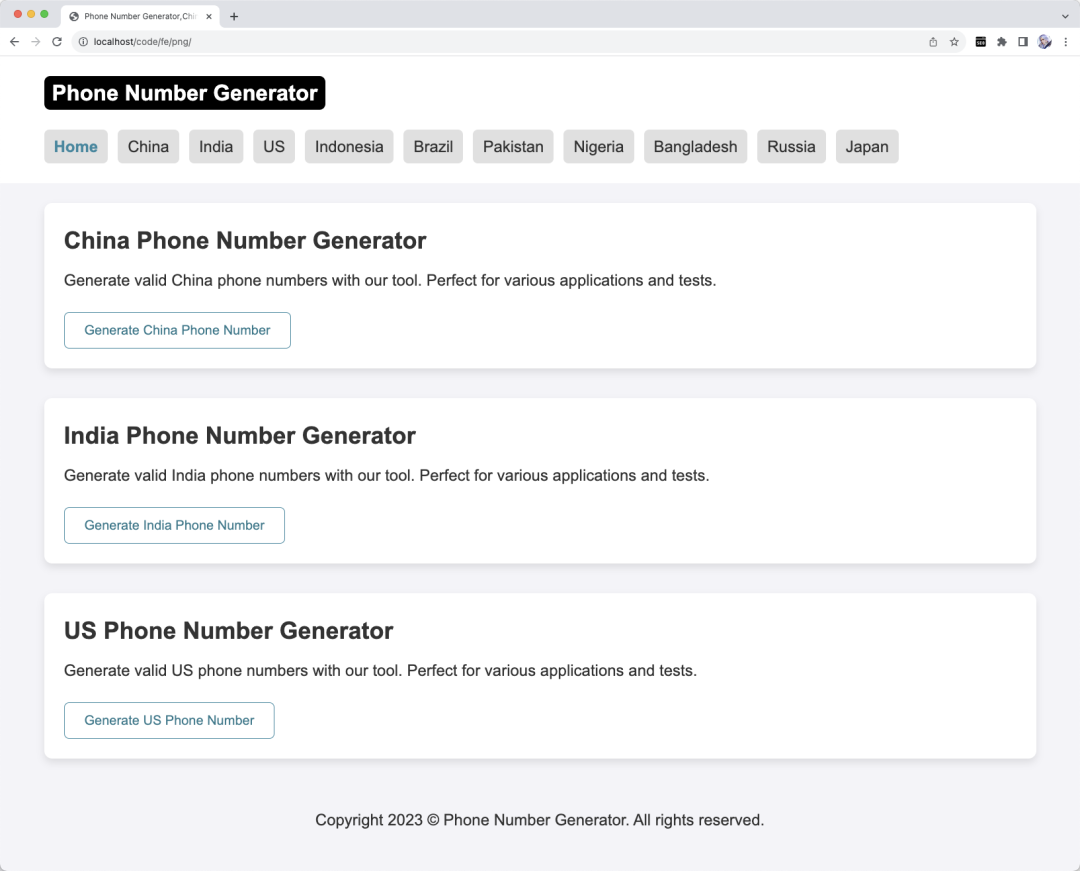 Phone Number Generator,Chi
localhost/code/fe/png/
Phone Number Generator
Home China India US Indonesia Brazil Pakistan Nigeria Bangladesh Russia Japan
China Phone Number Generator
Generate valid China phone numbers with our tool. Perfect for various applications and tests.
Generate China Phone Number
India Phone Number Generator
Generate valid India phone numbers with our tool. Perfect for various applications and tests.
Generate India Phone Number
US Phone Number Generator
Generate valid US phone numbers with our tool. Perfect for various applications and tests.
Generate US Phone Number
Copyright 2023 © Phone Number Generator. All rights reserved.